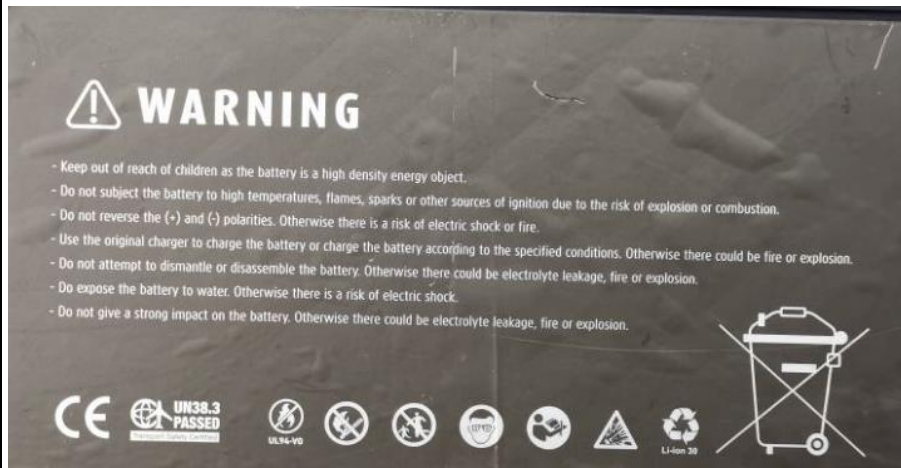 WARNING
- Keep out of reach of children as the battery is a high density energy object.
- Do not subject the battery to high temperatures, flames, sparks or other sources of ignition due to the risk of explosion or combustion.
- Do not reverse the (+) and (-) polarities. Otherwise there is a risk of electric shock or fire.
- Use the original charger to charge the battery or charge the battery according to the specified conditions. Otherwise there could be fire or explosion.
- Do not attempt to dismantle or disassemble the battery. Otherwise there could be electrolyte leakage, fire or explosion.
- Do expose the battery to water. Otherwise there is a risk of electric shock.
- Do not give a strong impact on the battery. Otherwise there could be electrolyte leakage, fire or explosion.
CE
UN38.3
PASSED
Transport Safety Certified
UL94-V0
Li-ion 30